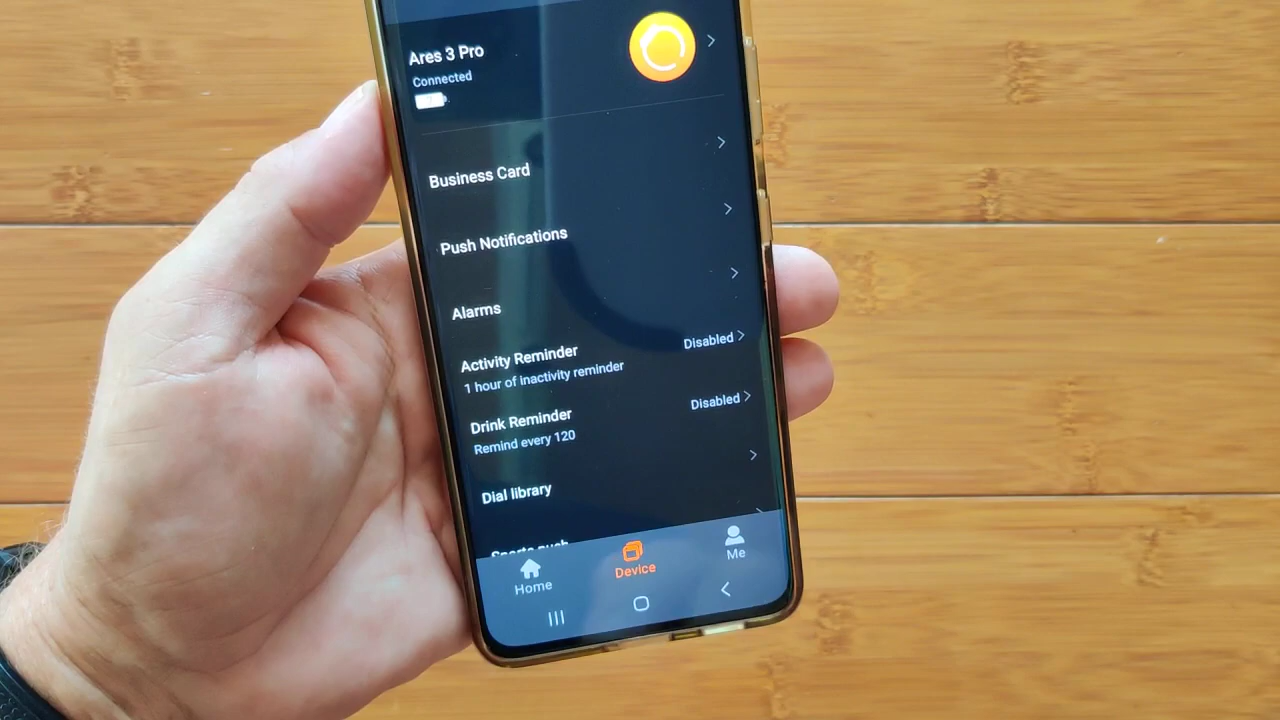 Ares 3 Pro
Connected
Business Card
Push Notifications
Alarms
Activity Reminder
Disabled
1 hour of inactivity reminder
Drink Reminder
Disabled
Remind every 120
Dial library
Sports push
Home
Device
Me